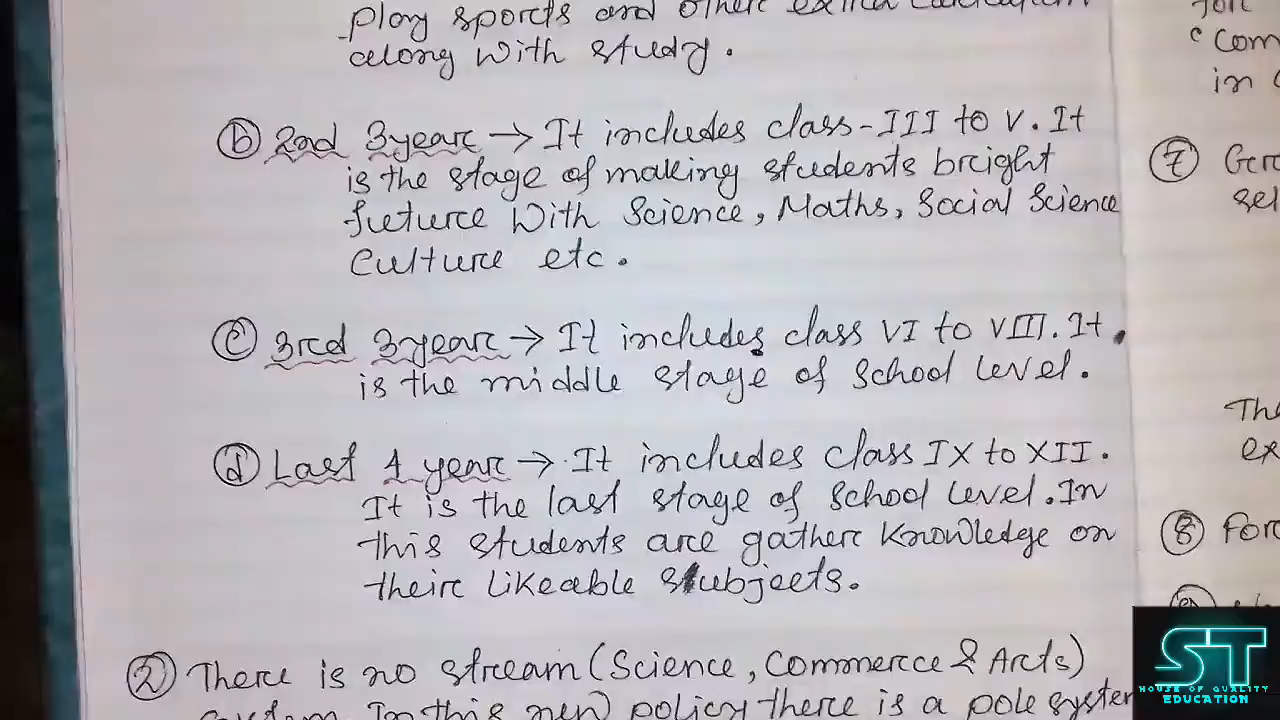 Play sports and other extra
along with study.
ⓑ 2nd 3year → It includes class-III to V. It
is the stage of making students bright
future With Science, Maths, Social Science
Culture etc.
ⓒ 3rd 3year → It includes class VI to VIII. It
is the middle stage of School Level.
ⓓ Last 4 year → It includes class IX to XII.
It is the last stage of School Level. In
this students are gather Knowledge on
their Likeable Subjects.
② There is no stream (Science, Commerce & Arts)
In this new policy there is a pole system
for
"Com
in
⑦
sel
Th
ex
⑧ For
ST
HOUSE OF QUALITY
EDUCATION